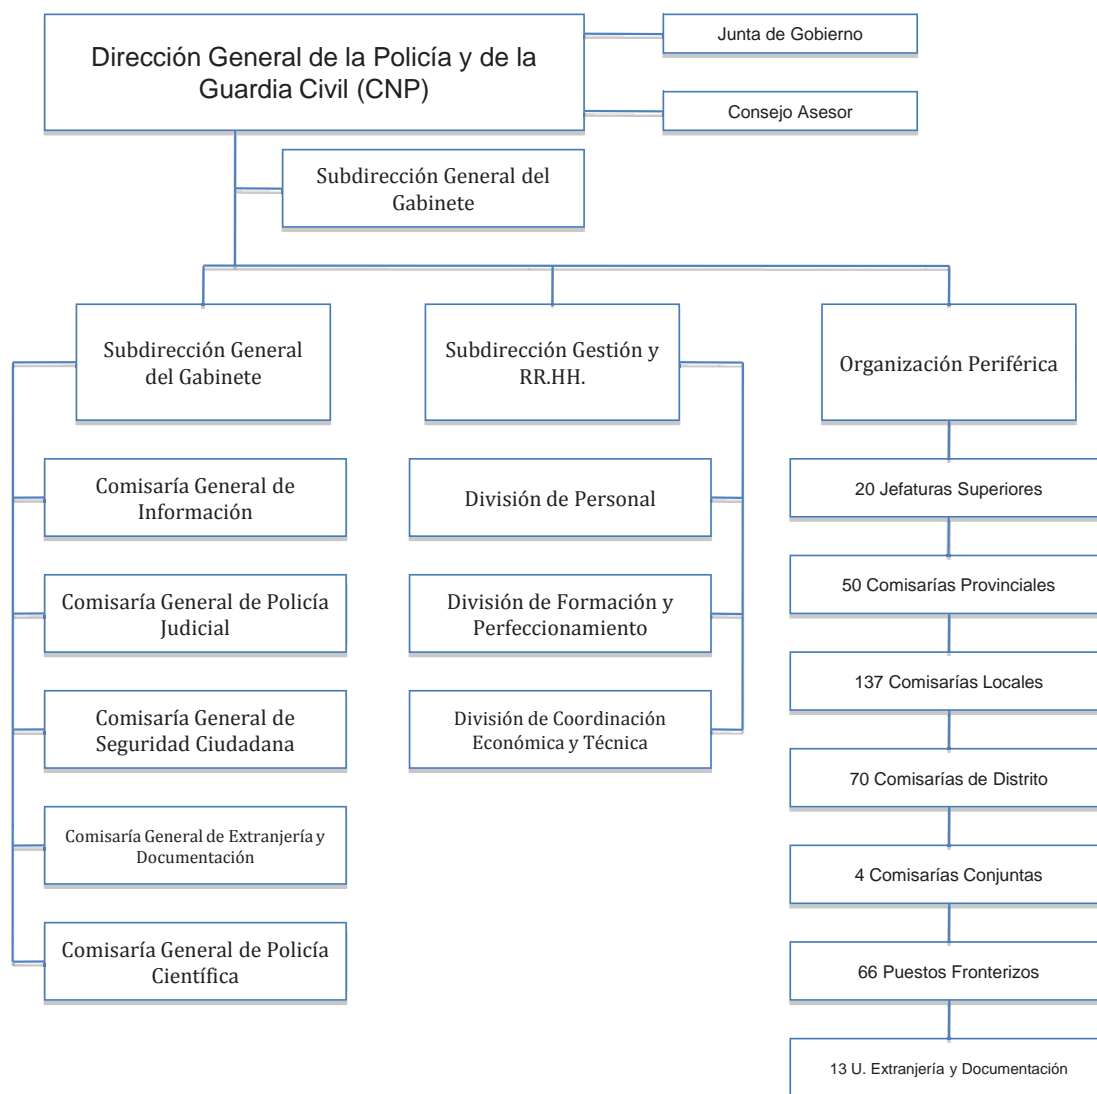 Dirección General de la Policía y de la
Guardia Civil (CNP)
Junta de Gobierno
Consejo Asesor
Subdirección General del
Gabinete
Subdirección General
del Gabinete
Comisaría General de
Información
Comisaría General de Policía
Judicial
Comisaría General de
Seguridad Ciudadana
Comisaría General de Extranjería y
Documentación
Comisaría General de Policía
Científica
Subdirección Gestión y
RR.HH.
División de Personal
División de Formación y
Perfeccionamiento
División de Coordinación
Económica y Técnica
Organización Periférica
20 Jefaturas Superiores
50 Comisarías Provinciales
137 Comisarías Locales
70 Comisarías de Distrito
4 Comisarías Conjuntas
66 Puestos Fronterizos
13 U. Extranjería y Documentación